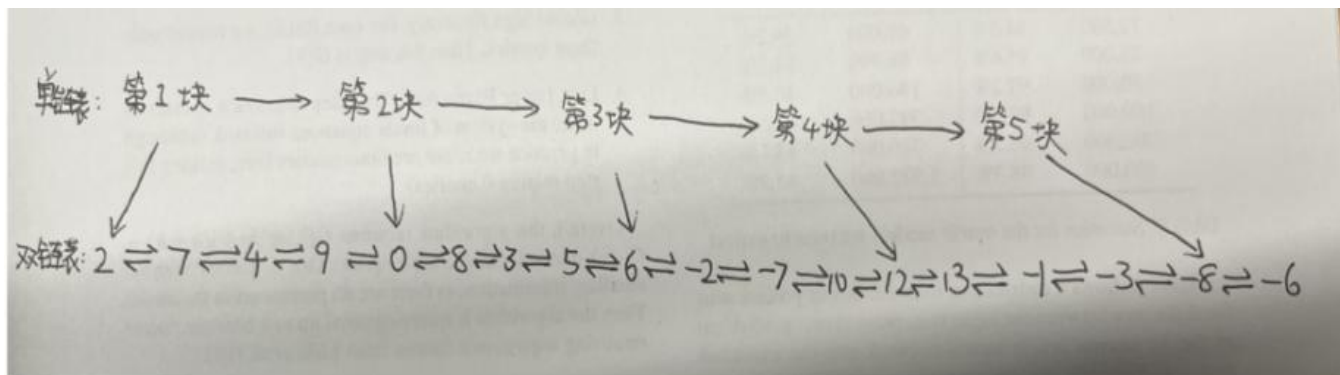 单链表: 第1块 → 第2块 → 第3块 → 第4块 → 第5块
双链表: 2 ⇌ 7 ⇌ 4 ⇌ 9 ⇌ 0 ⇌ 8 ⇌ 3 ⇌ 5 ⇌ 6 ⇌ -2 ⇌ -7 ⇌ 10 ⇌ 12 ⇌ 13 ⇌ -1 ⇌ -3 ⇌ -8 ⇌ -6